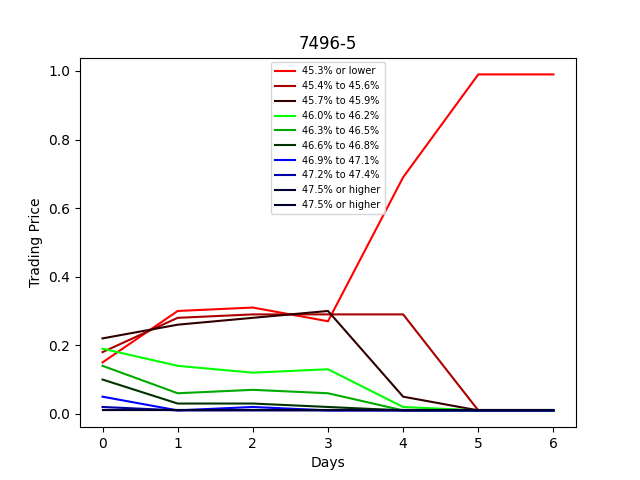 7496-5
45.3% or lower
45.4% to 45.6%
45.7% to 45.9%
46.0% to 46.2%
46.3% to 46.5%
46.6% to 46.8%
46.9% to 47.1%
47.2% to 47.4%
47.5% or higher
47.5% or higher
1.0
0.8
0.6
0.4
0.2
0.0
Trading Price
0 1 2 3 4 5 6
Days